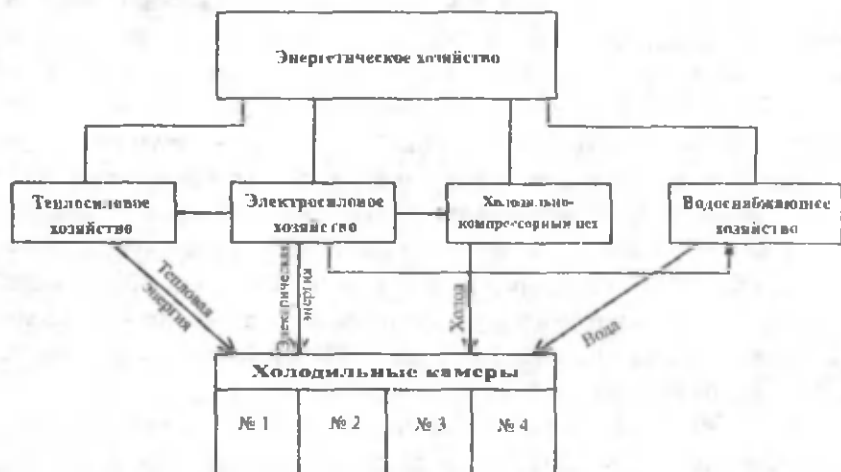 Энергетическое хозяйство
Теплосиловое
хозяйство
Электросиловое
хозяйство
Холодильно-
компрессорный цех
Водоснабжающее
хозяйство
Тепловая
энергия
Электрическая
энергия
Холод
Вода
Холодильные камеры
№ 1 № 2 № 3 № 4